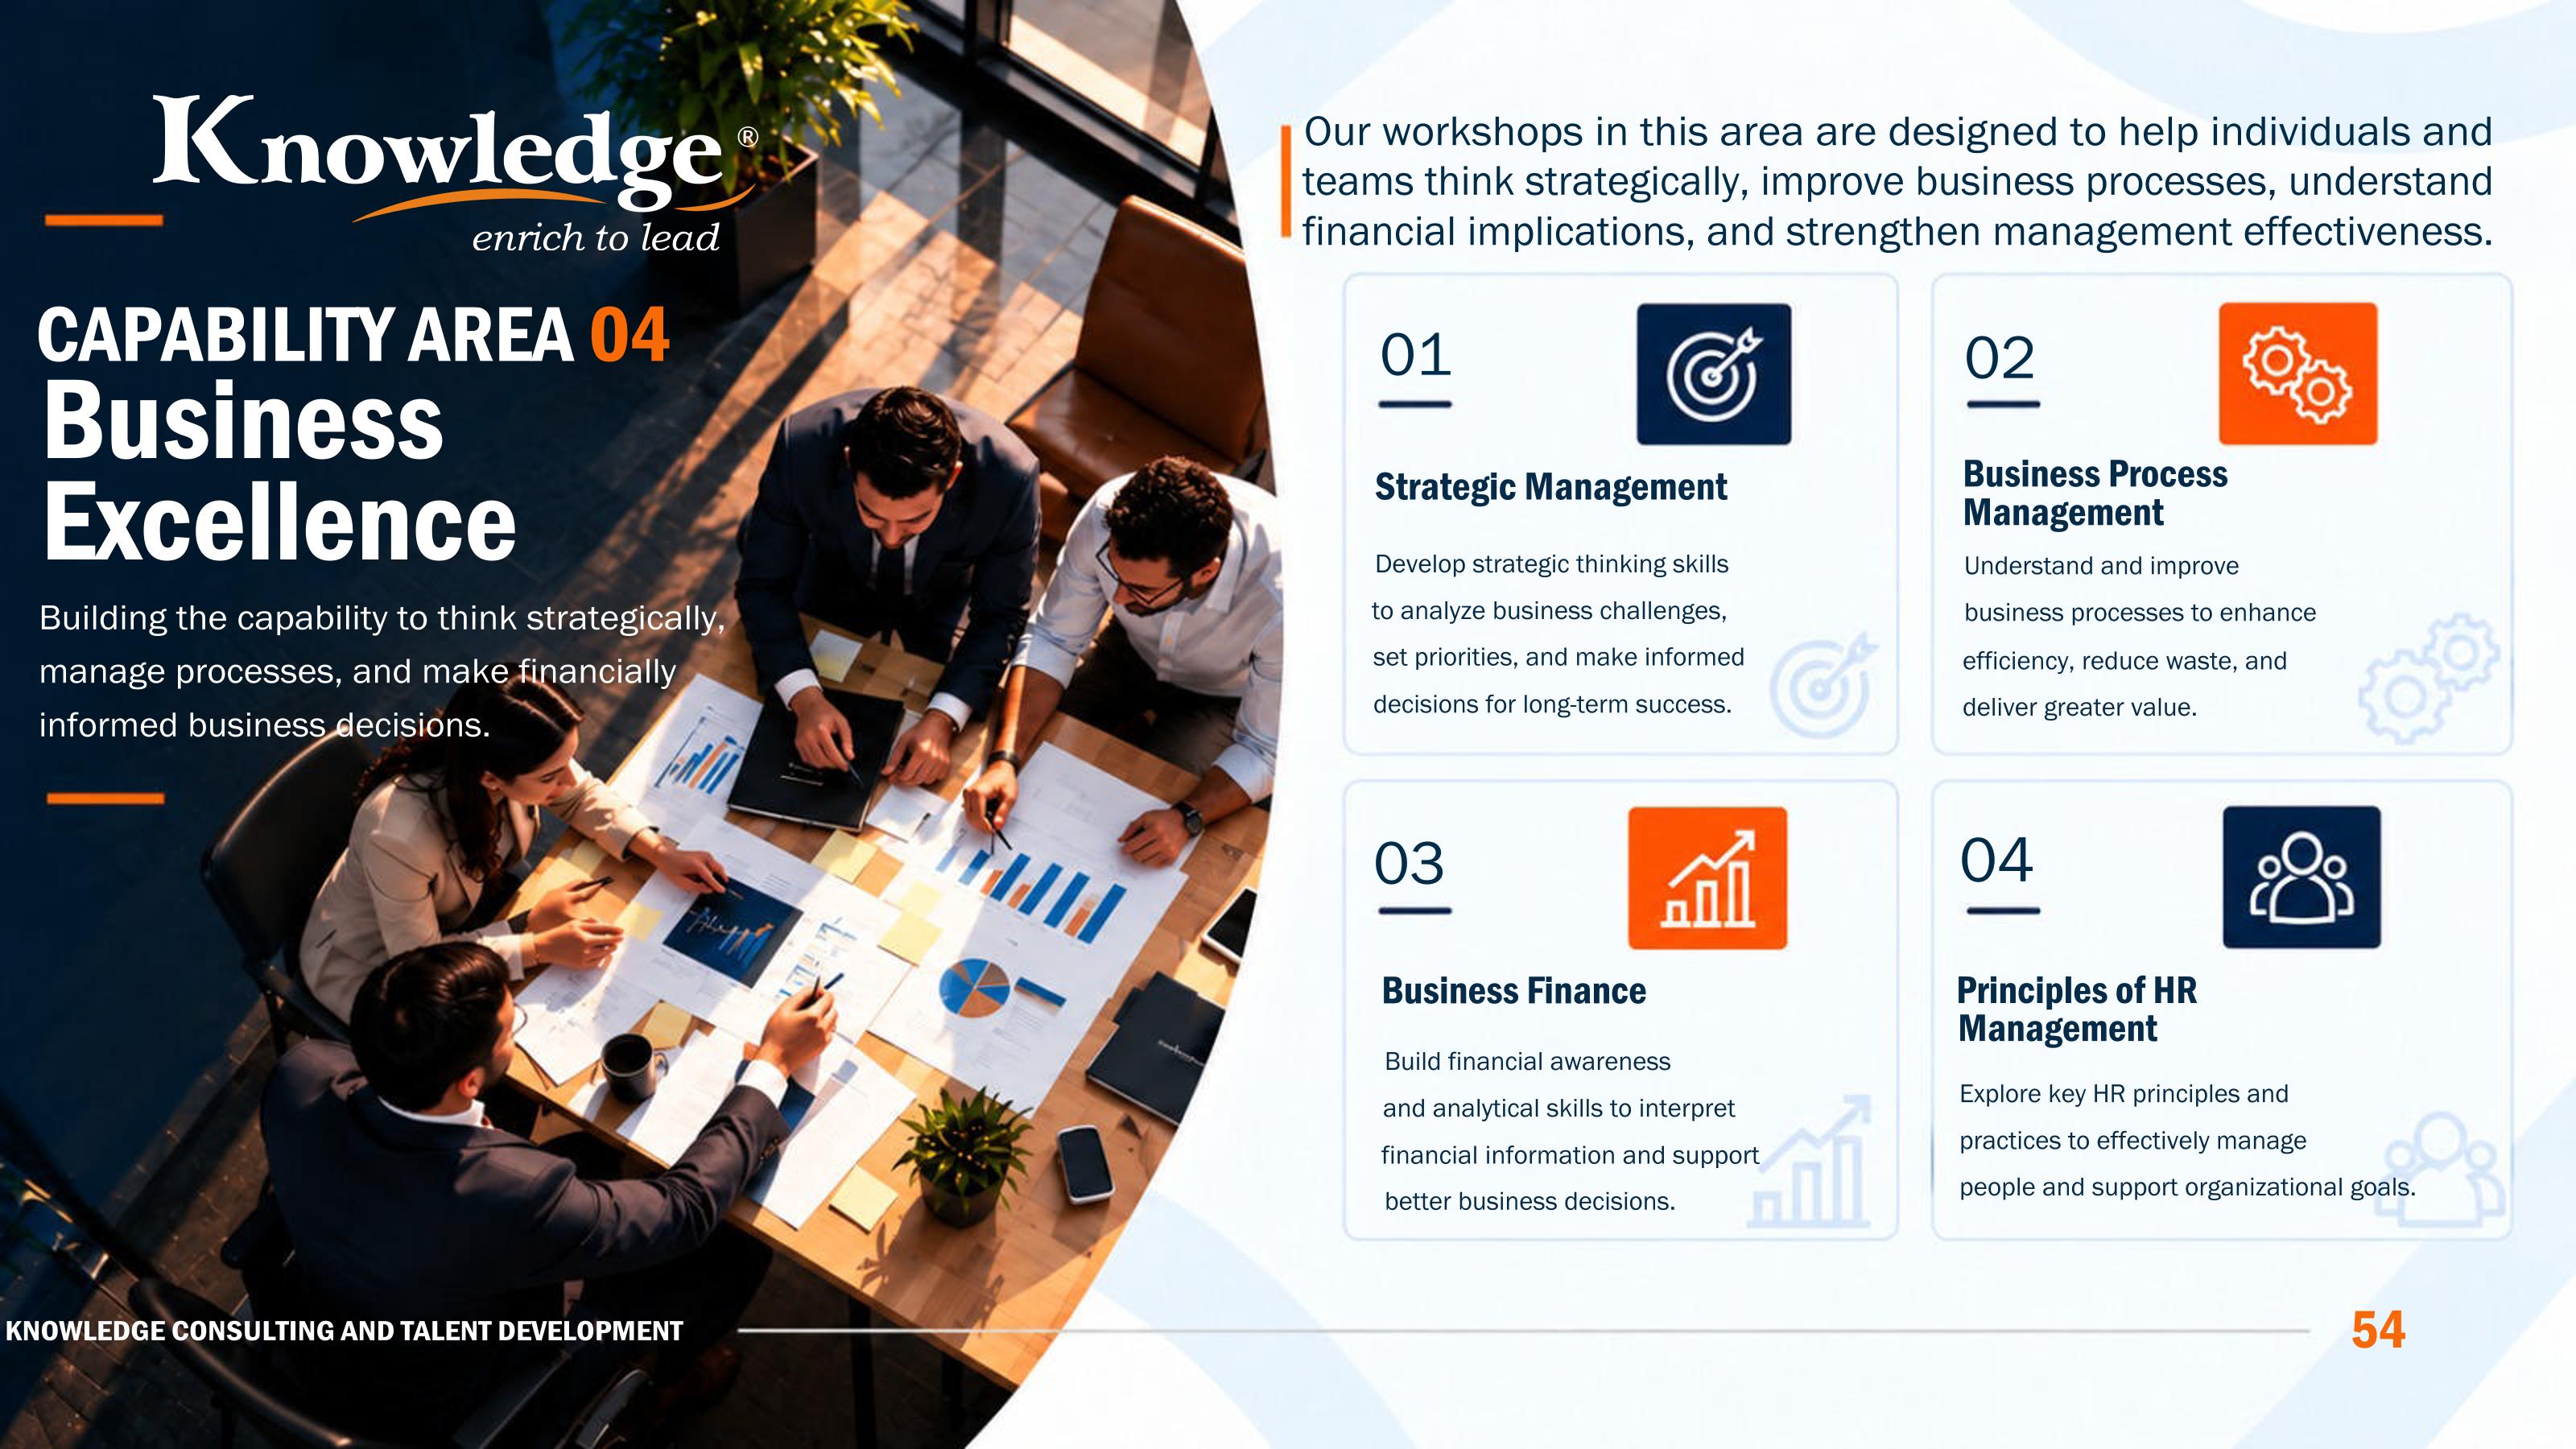 Knowledge®
enrich to lead
CAPABILITY AREA 04
Business
Excellence
Building the capability to think strategically,
manage processes, and make financially
informed business decisions.
Our workshops in this area are designed to help individuals and
teams think strategically, improve business processes, understand
financial implications, and strengthen management effectiveness.
01
Strategic Management
Develop strategic thinking skills
to analyze business challenges,
set priorities, and make informed
decisions for long-term success.
02
Business Process
Management
Understand and improve
business processes to enhance
efficiency, reduce waste, and
deliver greater value.
03
Business Finance
Build financial awareness
and analytical skills to interpret
financial information and support
better business decisions.
04
Principles of HR
Management
Explore key HR principles and
practices to effectively manage
people and support organizational goals.
KNOWLEDGE CONSULTING AND TALENT DEVELOPMENT
54